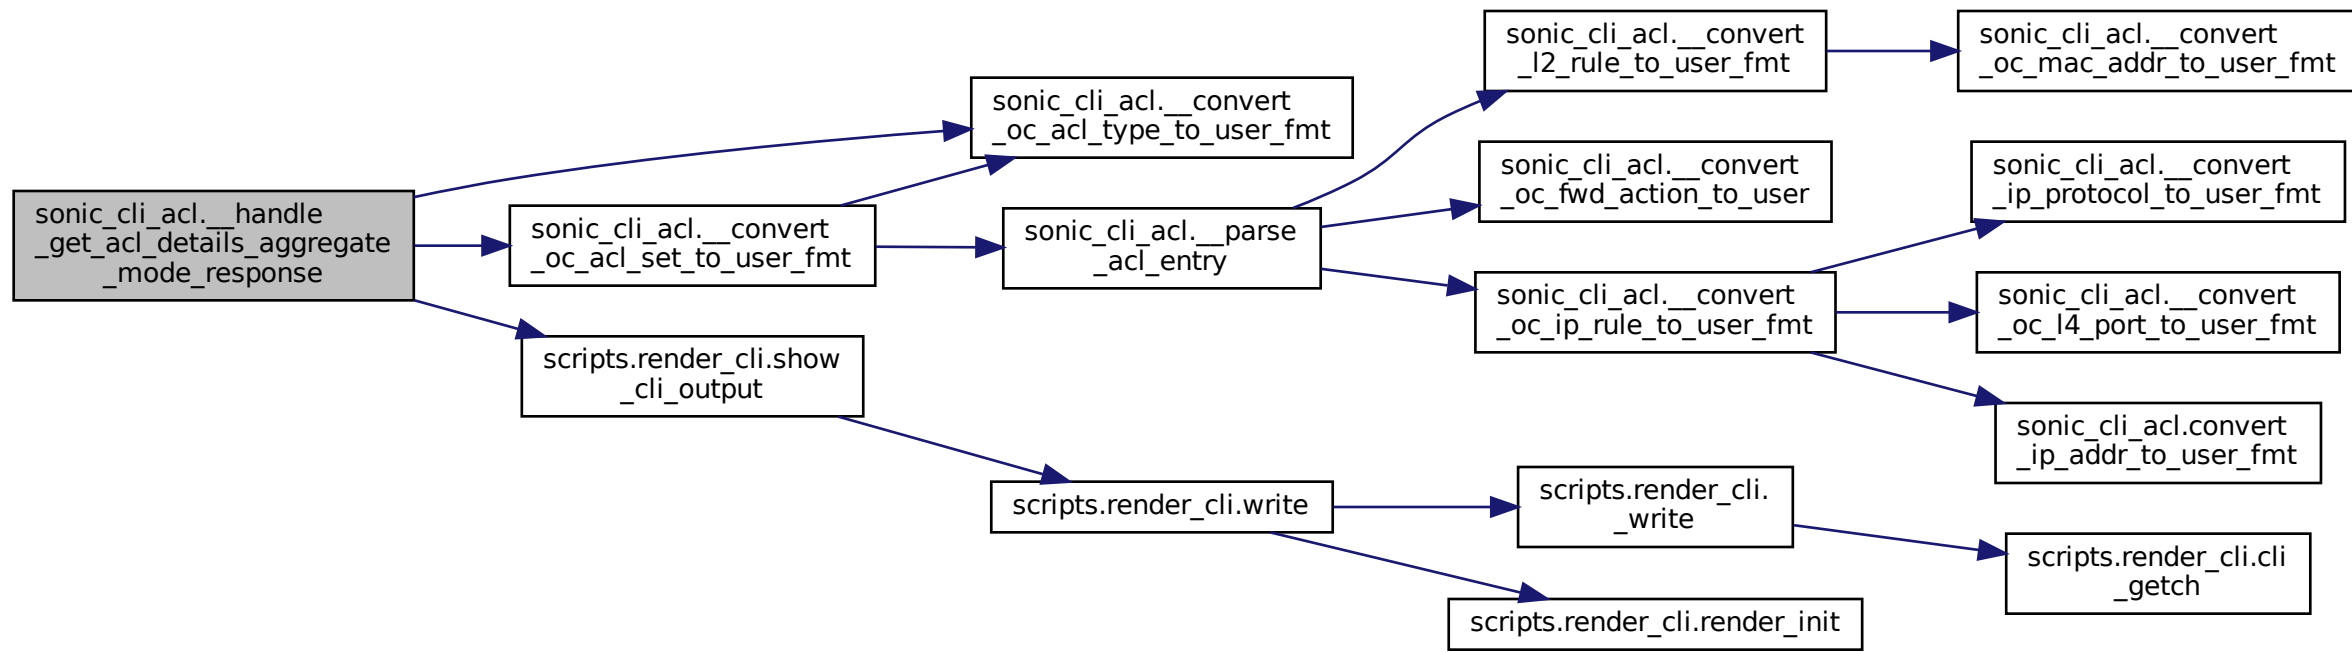 sonic_cli_acl.__handle
_get_acl_details_aggregate
_mode_response
sonic_cli_acl.__convert
_oc_acl_type_to_user_fmt
sonic_cli_acl.__convert
_oc_acl_set_to_user_fmt
scripts.render_cli.show
_cli_output
sonic_cli_acl.__parse
_acl_entry
sonic_cli_acl.__convert
_l2_rule_to_user_fmt
sonic_cli_acl.__convert
_oc_mac_addr_to_user_fmt
sonic_cli_acl.__convert
_oc_fwd_action_to_user
sonic_cli_acl.__convert
_oc_ip_rule_to_user_fmt
sonic_cli_acl.__convert
_ip_protocol_to_user_fmt
sonic_cli_acl.__convert
_oc_l4_port_to_user_fmt
sonic_cli_acl.convert
_ip_addr_to_user_fmt
scripts.render_cli.write
scripts.render_cli.
_write
scripts.render_cli.cli
_getch
scripts.render_cli.render_init